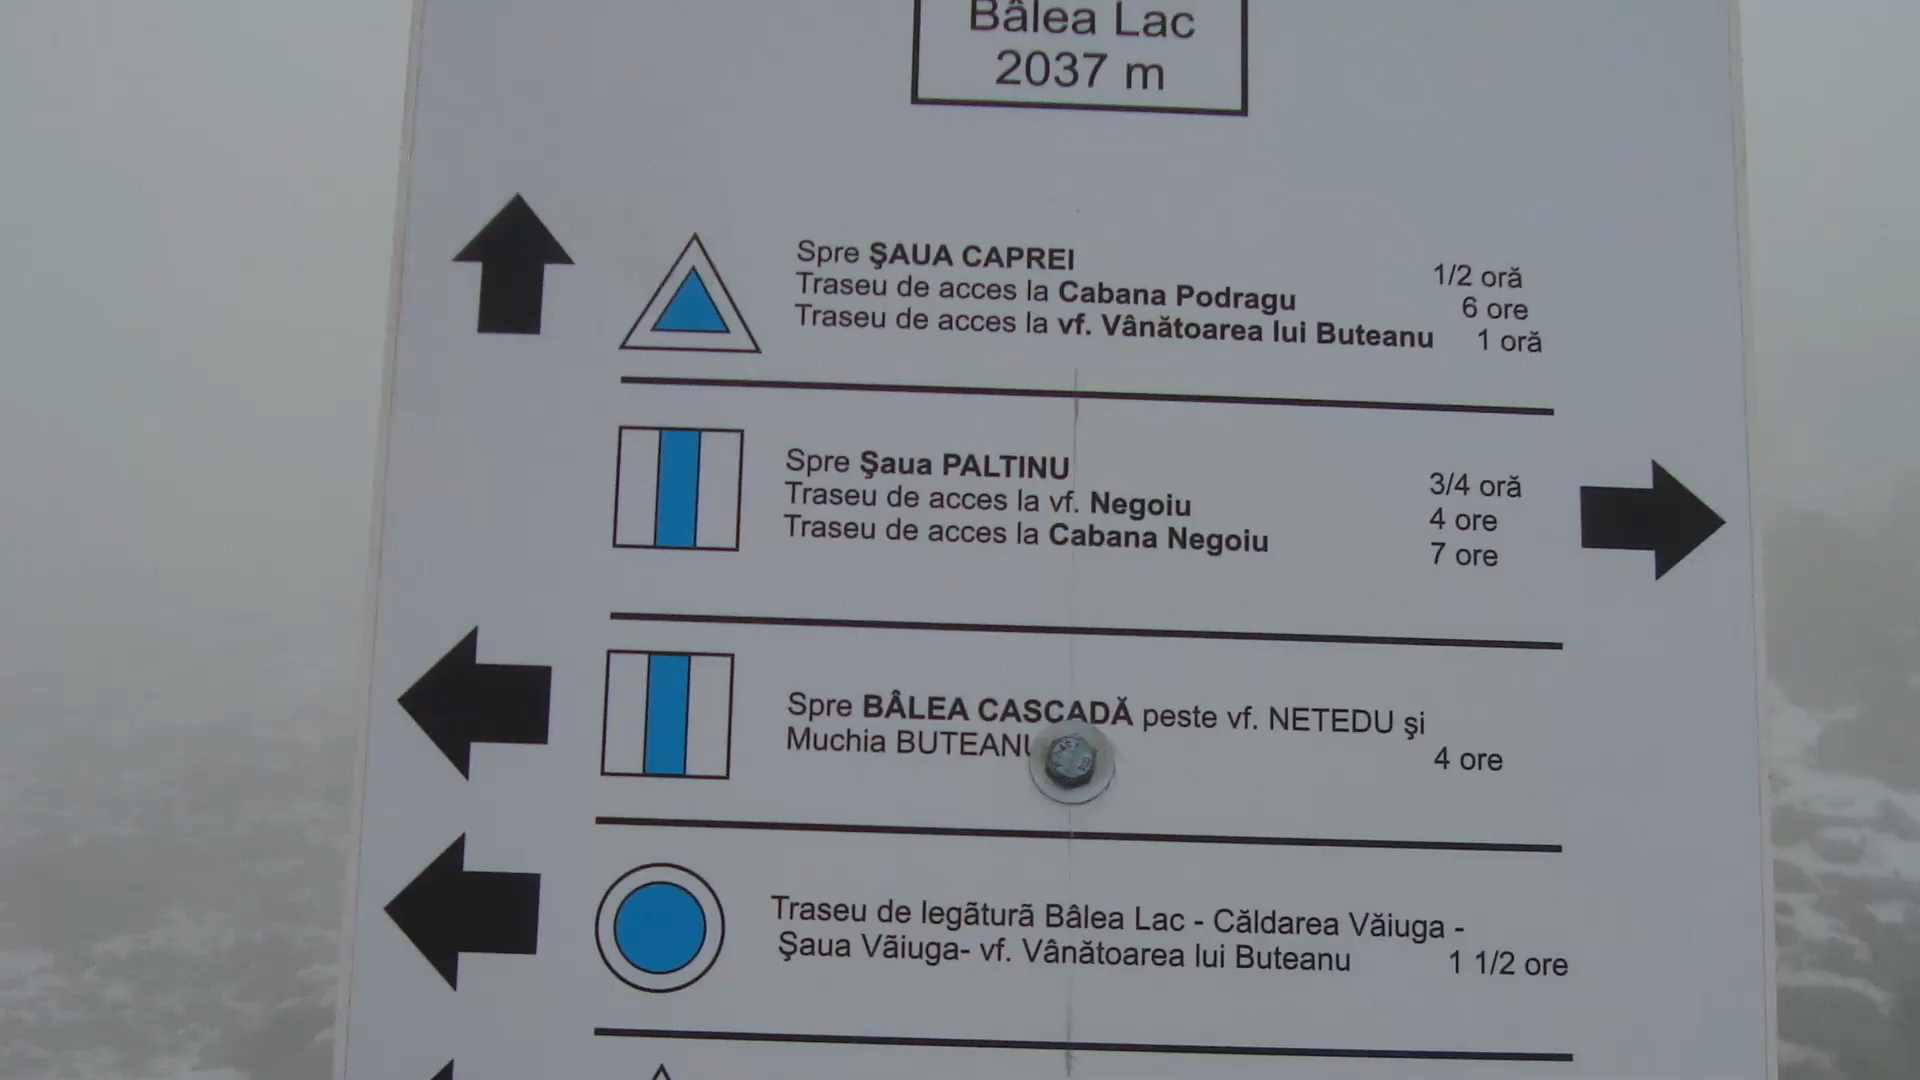 Bâlea Lac
2037 m
Spre ŞAUA CAPREI 1/2 oră
Traseu de acces la Cabana Podragu 6 ore
Traseu de acces la vf. Vânătoarea lui Buteanu 1 oră
Spre Şaua PALTINU 3/4 oră
Traseu de acces la vf. Negoiu 4 ore
Traseu de acces la Cabana Negoiu 7 ore
Spre BÂLEA CASCADĂ peste vf. NETEDU şi
Muchia BUTEANU 4 ore
Traseu de legãturã Bâlea Lac - Căldarea Văiuga -
Şaua Văiuga- vf. Vânătoarea lui Buteanu 1 1/2 ore